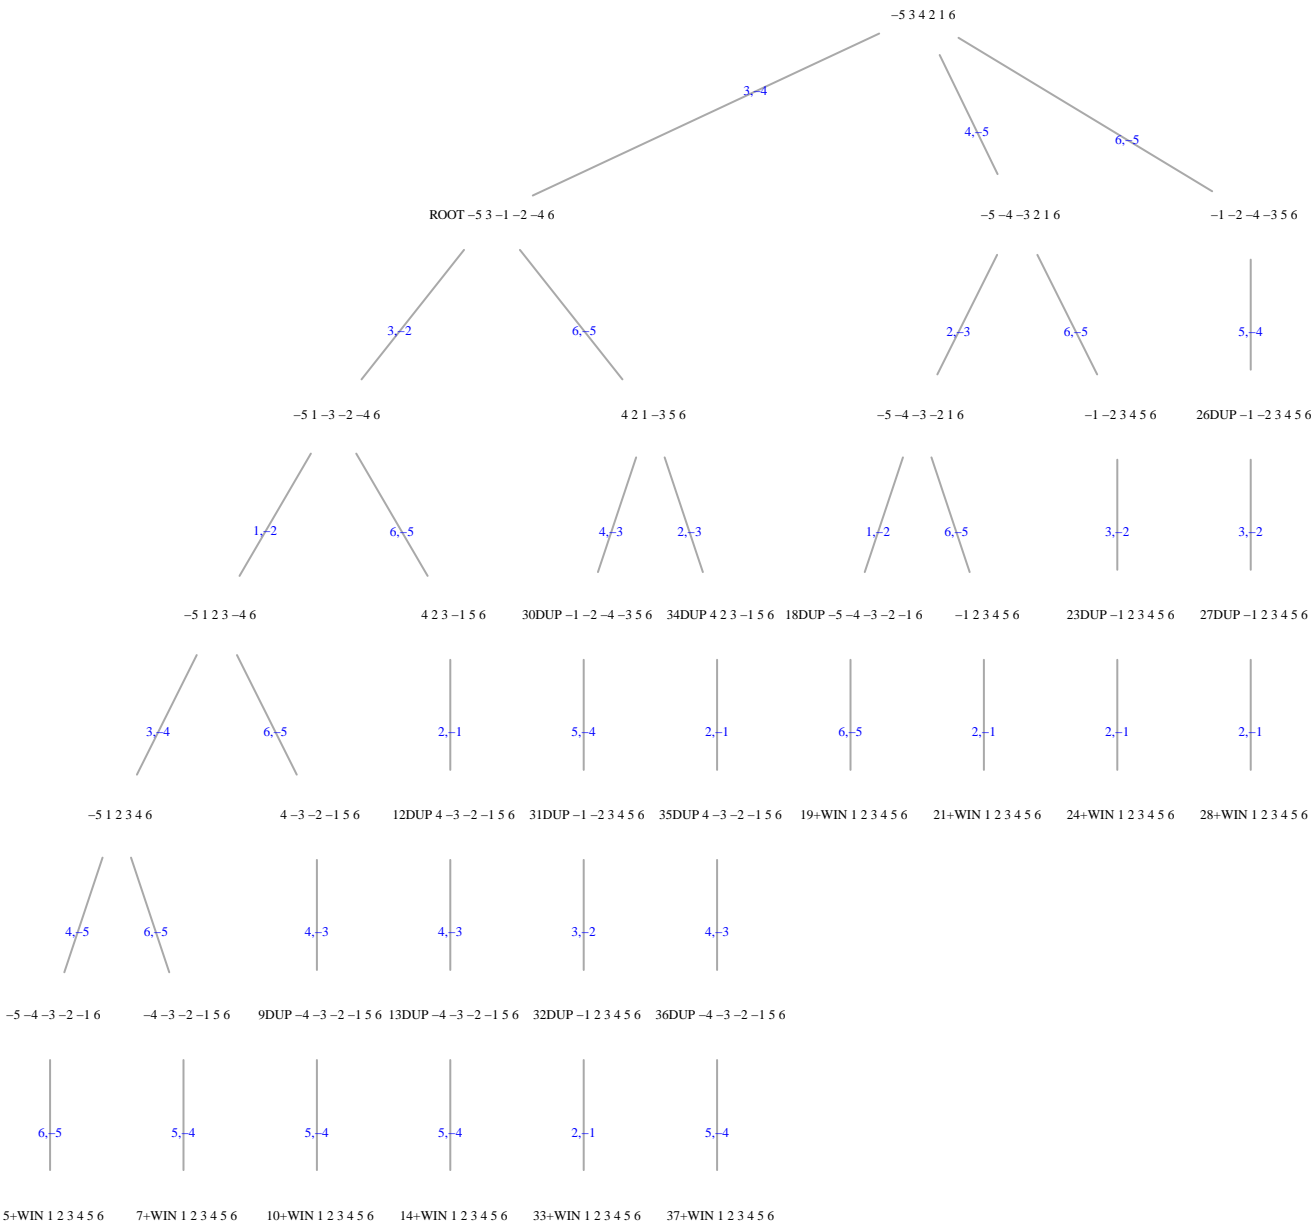 −5 3 4 2 1 6
3,−4
4,−5
6,−5
ROOT −5 3 −1 −2 −4 6
−5 −4 −3 2 1 6
−1 −2 −4 −3 5 6
3,−2
6,−5
2,−3
6,−5
5,−4
−5 1 −3 −2 −4 6
4 2 1 −3 5 6
−5 −4 −3 −2 1 6
−1 −2 3 4 5 6
26DUP −1 −2 3 4 5 6
1,−2
6,−5
4,−3
2,−3
1,−2
6,−5
3,−2
3,−2
−5 1 2 3 −4 6
4 2 3 −1 5 6
30DUP −1 −2 −4 −3 5 6
34DUP 4 2 3 −1 5 6
18DUP −5 −4 −3 −2 −1 6
−1 2 3 4 5 6
23DUP −1 2 3 4 5 6
27DUP −1 2 3 4 5 6
3,−4
6,−5
2,−1
5,−4
2,−1
6,−5
2,−1
2,−1
2,−1
−5 1 2 3 4 6
4 −3 −2 −1 5 6
12DUP 4 −3 −2 −1 5 6
31DUP −1 −2 3 4 5 6
35DUP 4 −3 −2 −1 5 6
19+WIN 1 2 3 4 5 6
21+WIN 1 2 3 4 5 6
24+WIN 1 2 3 4 5 6
28+WIN 1 2 3 4 5 6
4,−5
6,−5
4,−3
4,−3
3,−2
4,−3
−5 −4 −3 −2 −1 6
−4 −3 −2 −1 5 6
9DUP −4 −3 −2 −1 5 6
13DUP −4 −3 −2 −1 5 6
32DUP −1 2 3 4 5 6
36DUP −4 −3 −2 −1 5 6
6,−5
5,−4
5,−4
5,−4
2,−1
5,−4
5+WIN 1 2 3 4 5 6
7+WIN 1 2 3 4 5 6
10+WIN 1 2 3 4 5 6
14+WIN 1 2 3 4 5 6
33+WIN 1 2 3 4 5 6
37+WIN 1 2 3 4 5 6